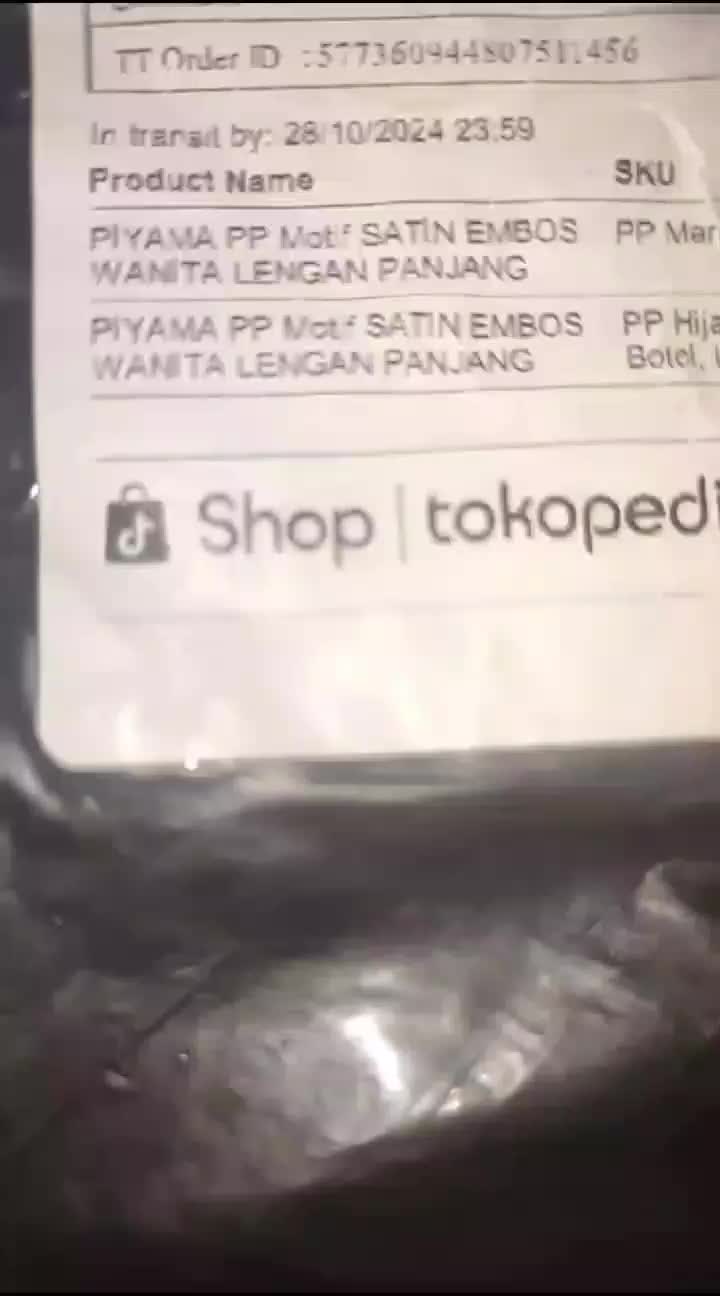 TT Order ID : 577360944807511456
In transit by: 28/10/2024 23:59
Product Name SKU
PIYAMA PP Motif SATIN EMBOS PP Mar
WANITA LENGAN PANJANG
PIYAMA PP Motif SATIN EMBOS PP Hija
WANITA LENGAN PANJANG Botol,
Shop | tokopedi